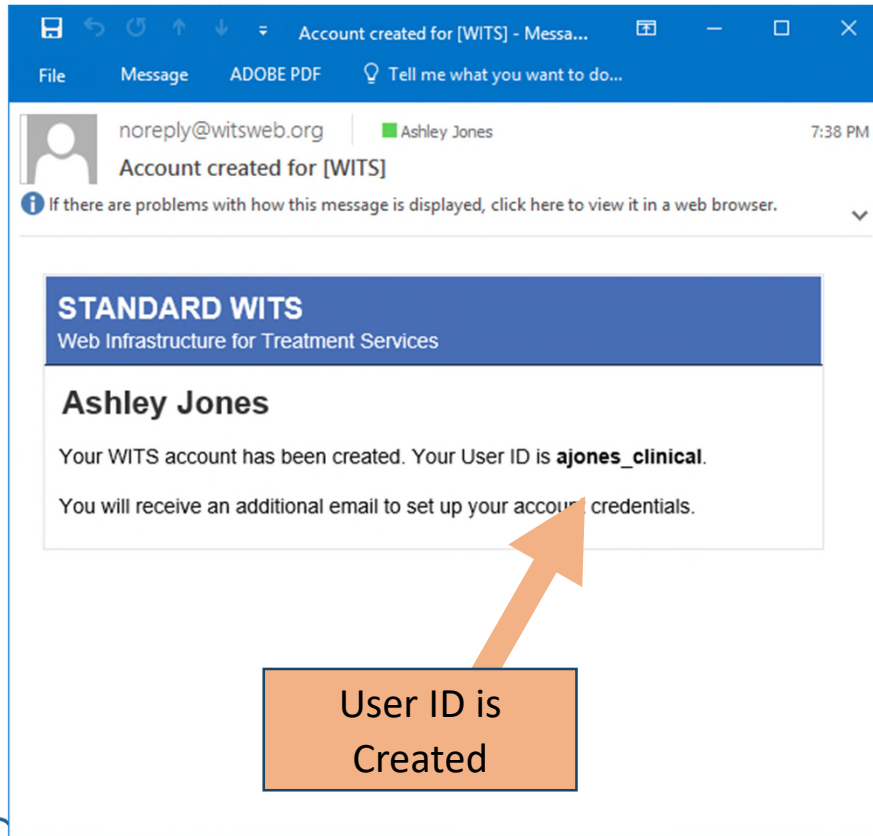 Account created for [WITS] - Messa...
File Message ADOBE PDF Tell me what you want to do...
noreply@witsweb.org Ashley Jones 7:38 PM
Account created for [WITS]
If there are problems with how this message is displayed, click here to view it in a web browser.
STANDARD WITS
Web Infrastructure for Treatment Services
Ashley Jones
Your WITS account has been created. Your User ID is ajones_clinical.
You will receive an additional email to set up your account credentials.
User ID is
Created